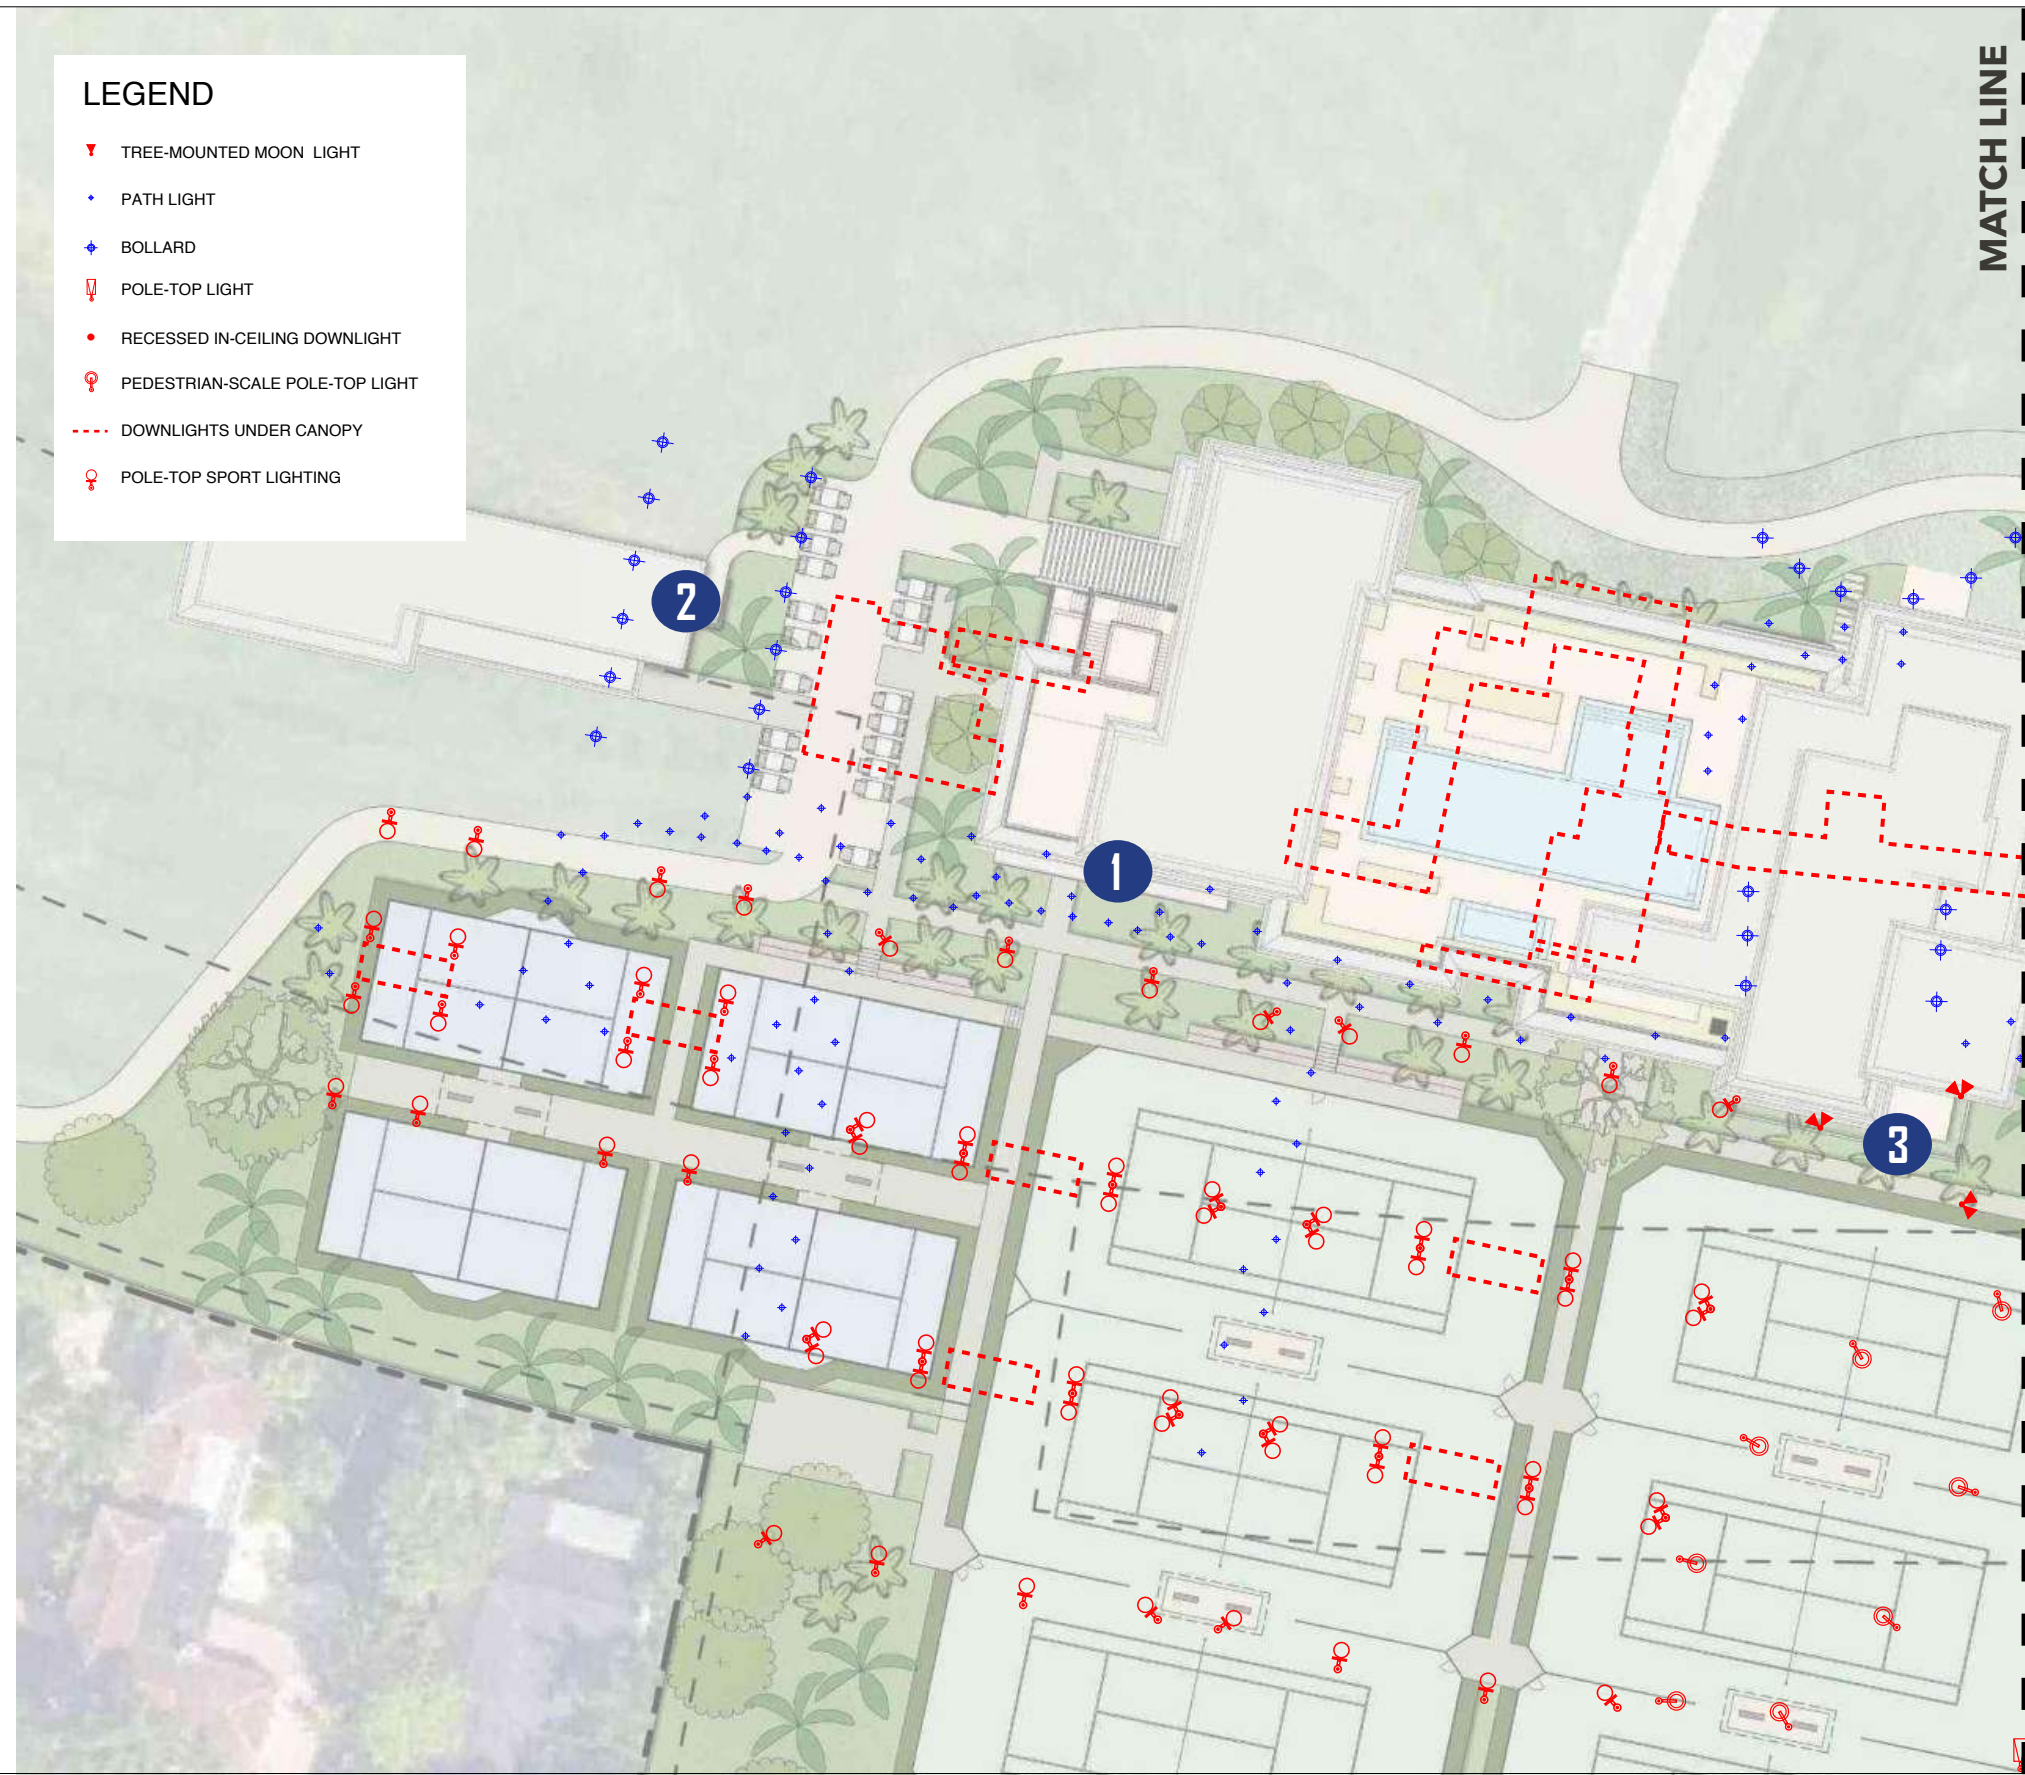 LEGEND
TREE-MOUNTED MOON LIGHT
PATH LIGHT
BOLLARD
POLE-TOP LIGHT
RECESSED IN-CEILING DOWNLIGHT
PEDESTRIAN-SCALE POLE-TOP LIGHT
DOWNLIGHTS UNDER CANOPY
POLE-TOP SPORT LIGHTING
MATCH LINE
2
1
3